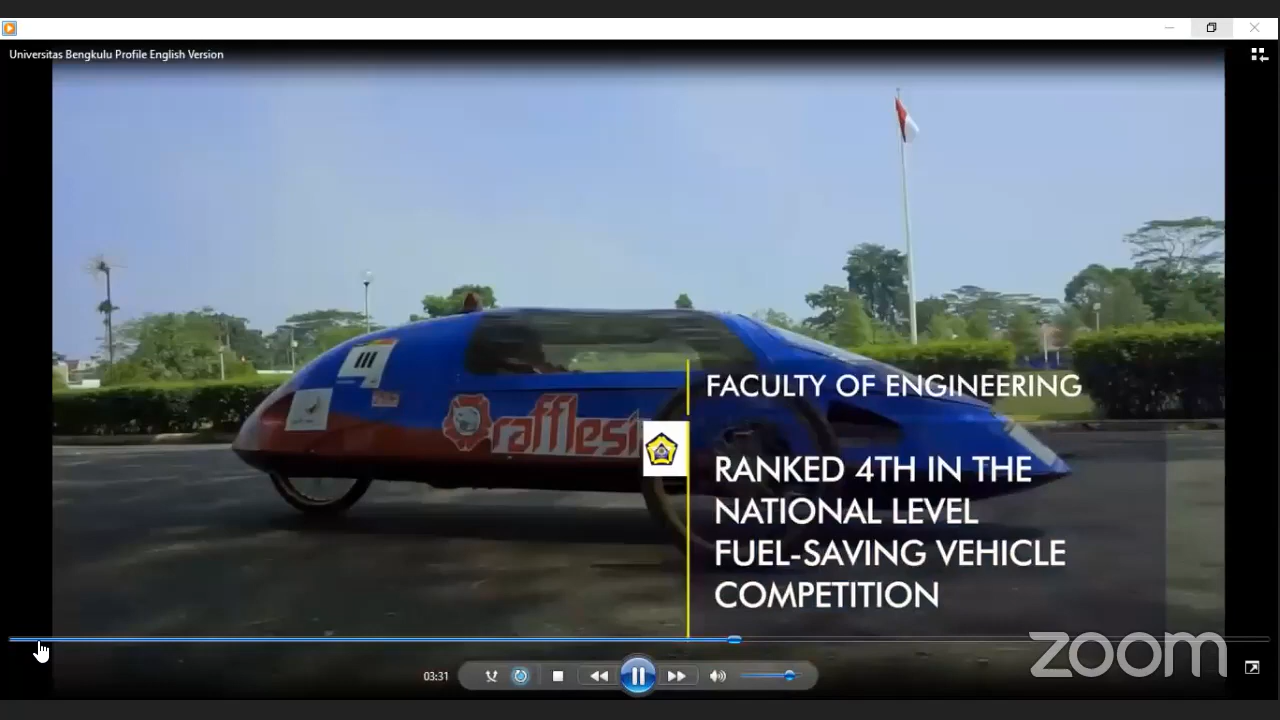 Universitas Bengkulu Profile English Version
rafflesi
FACULTY OF ENGINEERING
RANKED 4TH IN THE
NATIONAL LEVEL
FUEL-SAVING VEHICLE
COMPETITION
03:31
zoom